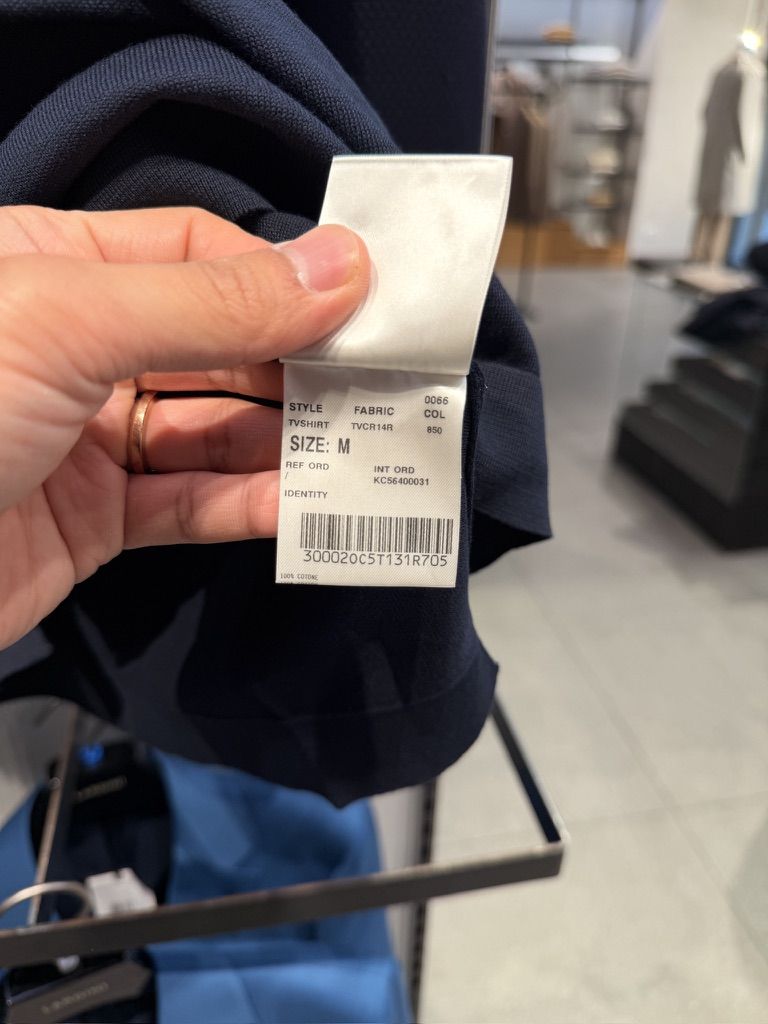 0066
STYLE FABRIC COL
TVSHIRT TVCR14R 850
SIZE: M
REF ORD INT ORD
/ KC56400031
IDENTITY
300020C5T131R705
100% COTONE